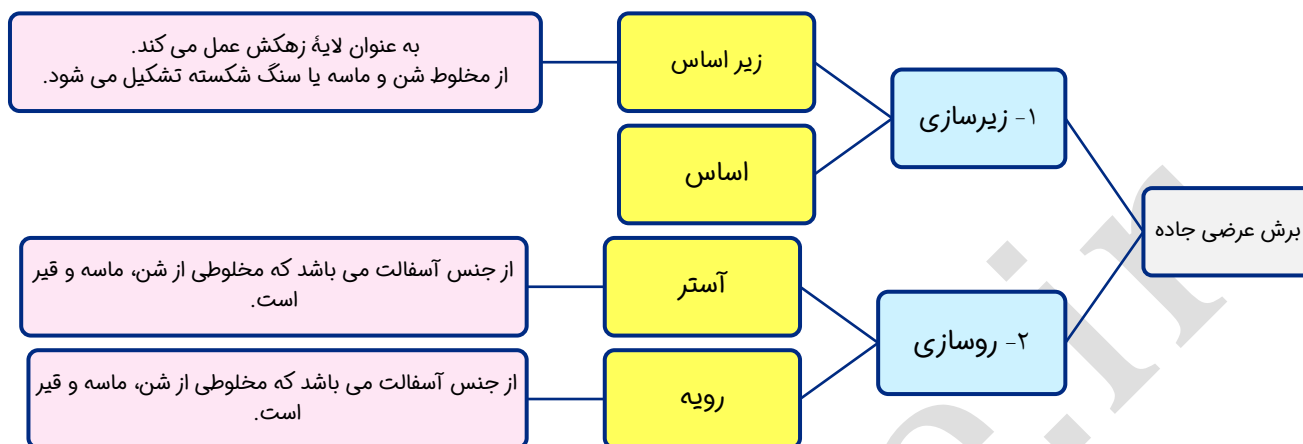 برش عرضی جاده
۱- زیرسازی
زیر اساس
به عنوان لایۀ زهکش عمل می کند.
از مخلوط شن و ماسه یا سنگ شکسته تشکیل می شود.
اساس
۲- روسازی
آستر
از جنس آسفالت می باشد که مخلوطی از شن، ماسه و قیر
است.
رویه
از جنس آسفالت می باشد که مخلوطی از شن، ماسه و قیر
است.